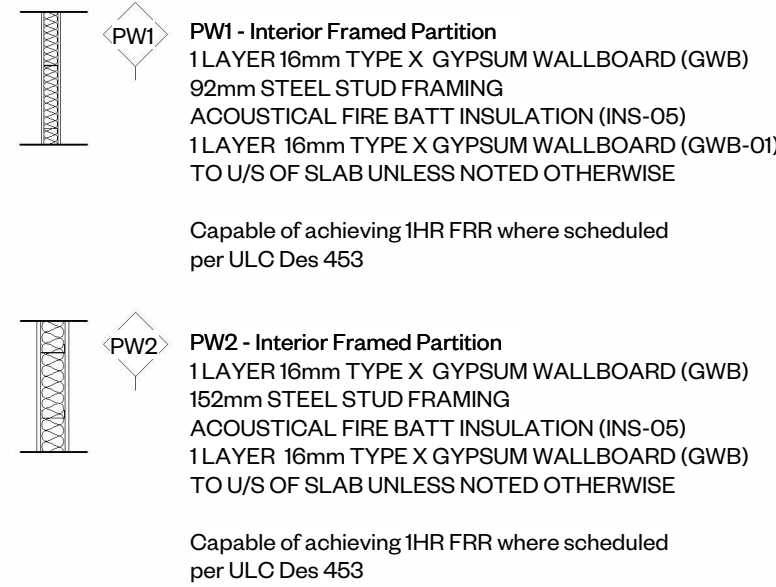 PW1
PW1 - Interior Framed Partition
1 LAYER 16mm TYPE X GYPSUM WALLBOARD (GWB)
92mm STEEL STUD FRAMING
ACOUSTICAL FIRE BATT INSULATION (INS-05)
1 LAYER 16mm TYPE X GYPSUM WALLBOARD (GWB-01)
TO U/S OF SLAB UNLESS NOTED OTHERWISE
Capable of achieving 1HR FRR where scheduled
per ULC Des 453
PW2
PW2 - Interior Framed Partition
1 LAYER 16mm TYPE X GYPSUM WALLBOARD (GWB)
152mm STEEL STUD FRAMING
ACOUSTICAL FIRE BATT INSULATION (INS-05)
1 LAYER 16mm TYPE X GYPSUM WALLBOARD (GWB)
TO U/S OF SLAB UNLESS NOTED OTHERWISE
Capable of achieving 1HR FRR where scheduled
per ULC Des 453